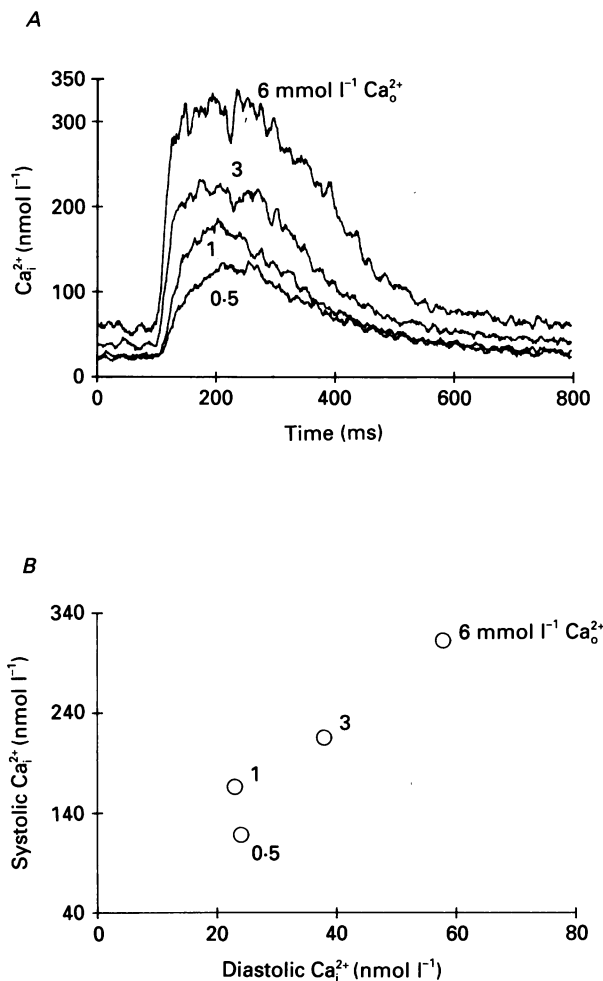 A
350
300
200
100
0
Ca²⁺ᵢ (nmol l⁻¹)
6 mmol l⁻¹ Ca²⁺ₒ
3
1
0·5
0 200 400 600 800
Time (ms)
B
340
240
140
40
Systolic Ca²⁺ᵢ (nmol l⁻¹)
6 mmol l⁻¹ Ca²⁺ₒ
3
1
0·5
0 20 40 60 80
Diastolic Ca²⁺ᵢ (nmol l⁻¹)